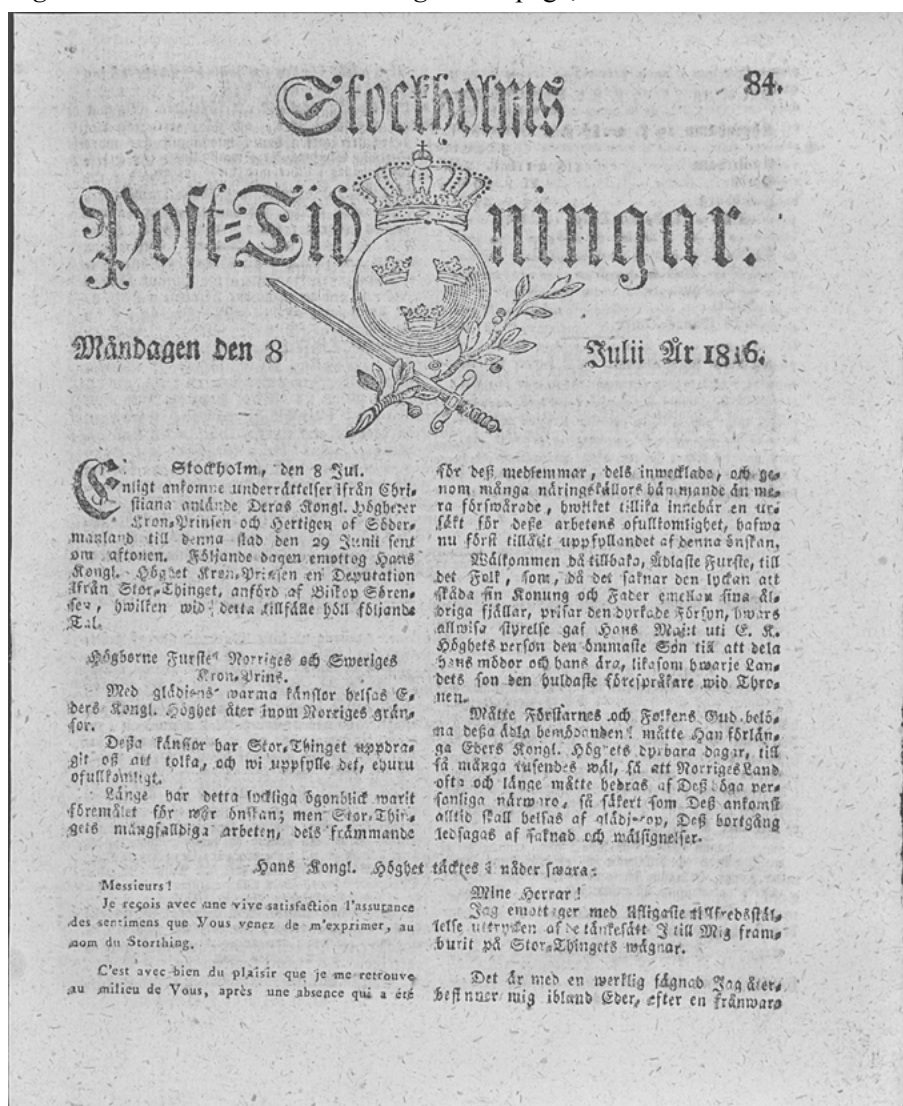 84.
Stockholms
Post-Tidningar.
Måndagen den 8 Julii År 1816.
Stockholm, den 8 Jul.
Enligt ankomne underrättelser ifrån Chri-
stiana anlände Deras Kongl. Högheter
Kron-Prinsen och Hertigen af Söder-
manland till denna stad den 29 Junii sent
om aftonen. Följande dagen emottog Hans
Kongl. Höghet Kron-Prinsen en Deputation
ifrån Stor-Thinget, anförd af Biskop Sören-
sen, hwilken wid detta tillfälle höll följande
Tal.
Högborne Furste! Norriges och Sweriges
Kron-Prins.
Med glädjens warma känslor helsas E-
ders Kongl. Höghet åter inom Norriges grän-
sor.
Deßa känslor har Stor-Thinget uppdra-
git oß att tolka, och wi uppfylle det, ehuru
ofullkomligt.
Länge har detta lyckliga ögonblick warit
föremålet för wår önskan; men Stor-Thin-
gets mångfalldiga arbeten, dels främmande
för deß medlemmar, dels inwecklade, och ge-
nom många näringskällors hämmande än me-
ra förswårade, hwilket tillika innebär en ur-
säkt för deße arbetens ofullkomlighet, hafwa
nu först tillåtit uppfyllandet af denna önskan.
Wälkommen då tillbaka, Ädlaste Furste, till
det Folk, som, då det saknar den lyckan att
skåda sin Konung och Fader emellan sina ål-
driga fjällar, prisar den dyrkade Försyn, hwars
allwisa styrelse gaf Hans Maj:t uti E. K.
Höghets person den ömmaste Son till att dela
hans mödor och hans ära, likasom hwarje Lan-
dets son den huldaste förespråkare wid Thro-
nen.
Måtte Förstarnes och Folkens Gud belö-
na deßa ädla bemödanden! måtte Han förlän-
ga Eders Kongl. Höghets dyrbara dagar, till
så många tusendes wäl, så att Norriges Land
ofta och länge måtte hedras af Deß höga per-
sonliga närwaro, så säkert som Deß ankomst
alltid skall helsas af glädjerop, Deß bortgång
ledsagas af saknad och wälsignelser.
Hans Kongl. Höghet täcktes i nåder swara:
Messieurs!
Je reçois avec une vive satisfaction l'assurance
des sentimens que Vous venez de m'exprimer, au
nom du Storthing.
C'est avec bien du plaisir que je me retrouve
au milieu de Vous, après une absence qui a été
Mine Herrar!
Jag emottager med lifligaste tillfredsstäl-
lelse uttrycken af de tänkesätt I till Mig fram-
burit på Stor-Thingets wägnar.
Det är med en werklig fägnad Jag åter-
befinner mig ibland Eder, efter en frånwaro